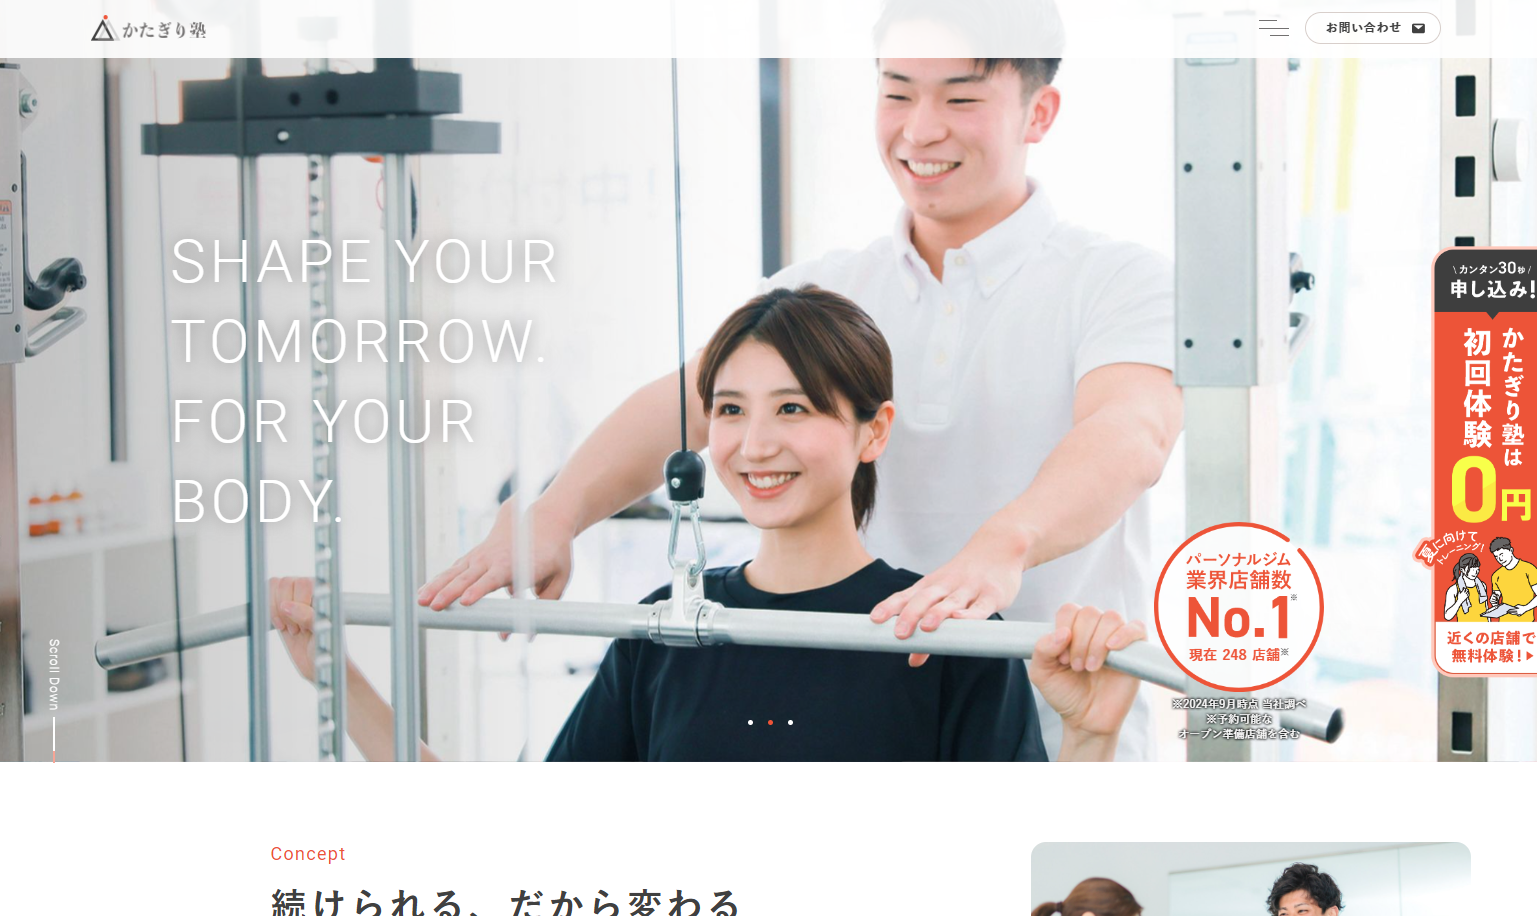 かたぎり塾
お問い合わせ
SHAPE YOUR
TOMORROW.
FOR YOUR
BODY.
\ カンタン30秒 /
申し込み!
かたぎり塾は
初回体験
0円
夏に向けて
トレーニング!
近くの店舗で
無料体験!
パーソナルジム
業界店舗数
No.1※
現在 248 店舗※
※2024年9月時点 当社調べ
※予約可能な
オープン準備店舗を含む
Scroll Down
Concept
続けられる、だから変わる